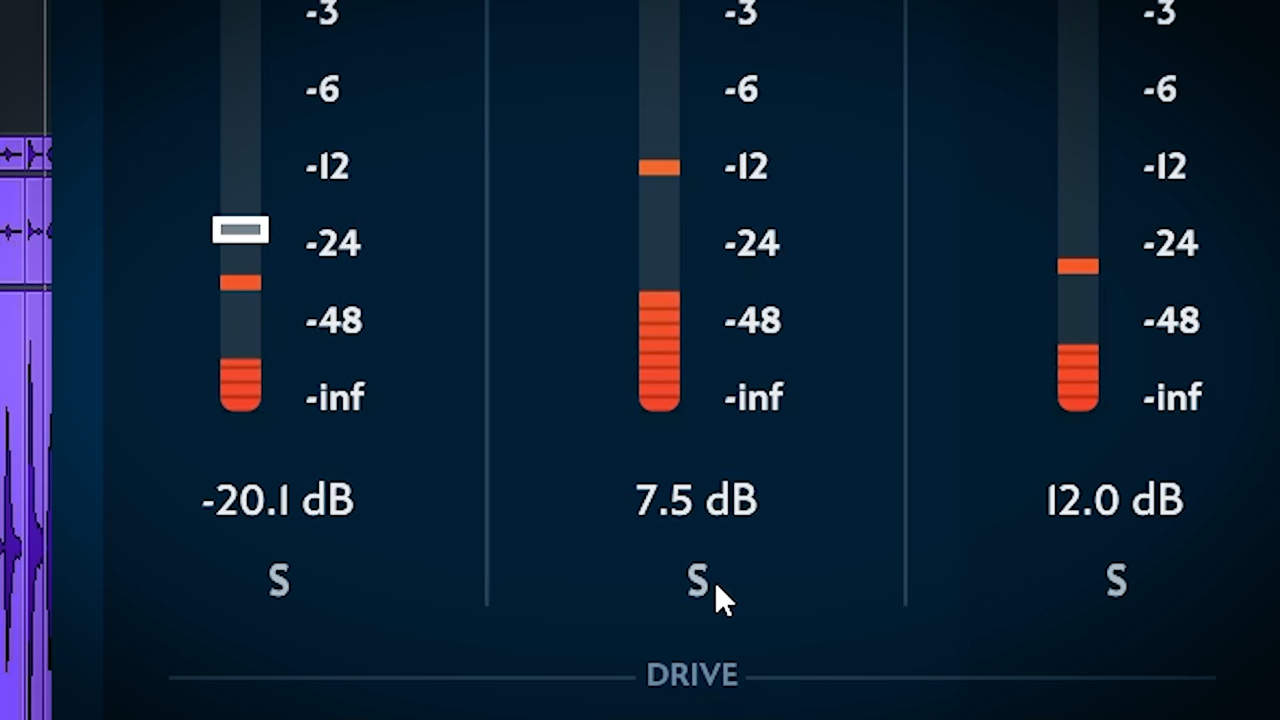 -3 -3 -3
-6 -6 -6
-12 -12 -12
-24 -24 -24
-48 -48 -48
-inf -inf -inf
-20.1 dB 7.5 dB 12.0 dB
S S S
DRIVE